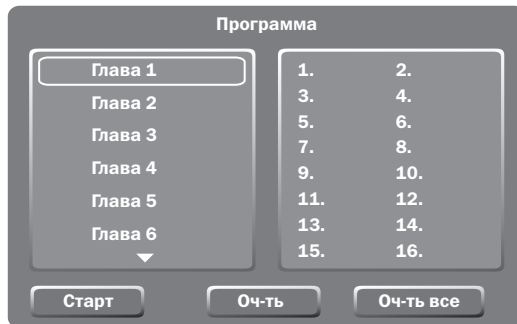 Программа
Глава 1
Глава 2
Глава 3
Глава 4
Глава 5
Глава 6
1. 2.
3. 4.
5. 6.
7. 8.
9. 10.
11. 12.
13. 14.
15. 16.
Старт Оч-ть Оч-ть все